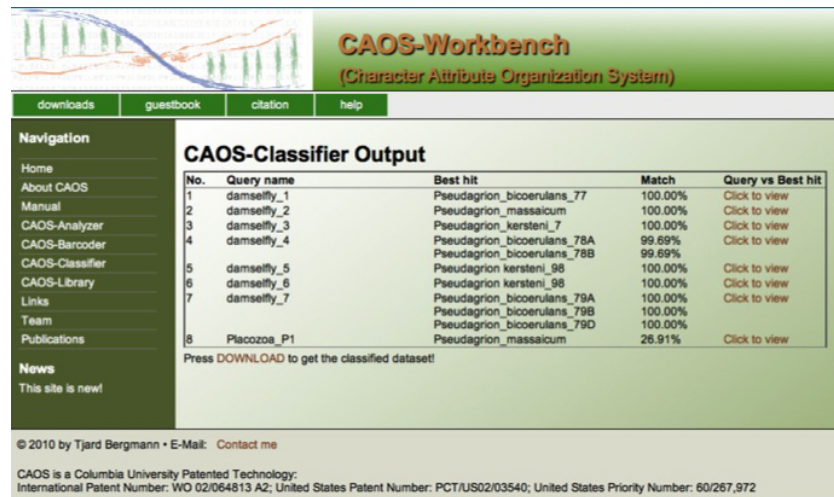 CAOS-Workbench
(Character Attribute Organization System)
downloads guestbook citation help
Navigation
Home
About CAOS
Manual
CAOS-Analyzer
CAOS-Barcoder
CAOS-Classifier
CAOS-Library
Links
Team
Publications
News
This site is new!
CAOS-Classifier Output
No. Query name Best hit Match Query vs Best hit
1 damselfly_1 Pseudagrion_bicoerulans_77 100.00% Click to view
2 damselfly_2 Pseudagrion_massaicum 100.00% Click to view
3 damselfly_3 Pseudagrion_kersteni_7 100.00% Click to view
4 damselfly_4 Pseudagrion_bicoerulans_78A 99.69% Click to view
Pseudagrion_bicoerulans_78B 99.69%
5 damselfly_5 Pseudagrion kersteni_98 100.00% Click to view
6 damselfly_6 Pseudagrion kersteni_98 100.00% Click to view
7 damselfly_7 Pseudagrion_bicoerulans_79A 100.00% Click to view
Pseudagrion_bicoerulans_79B 100.00%
Pseudagrion_bicoerulans_79D 100.00%
8 Placozoa_P1 Pseudagrion_massaicum 26.91% Click to view
Press DOWNLOAD to get the classified dataset!
© 2010 by Tjard Bergmann • E-Mail: Contact me
CAOS is a Columbia University Patented Technology:
International Patent Number: WO 02/064813 A2; United States Patent Number: PCT/US02/03540; United States Priority Number: 60/267,972